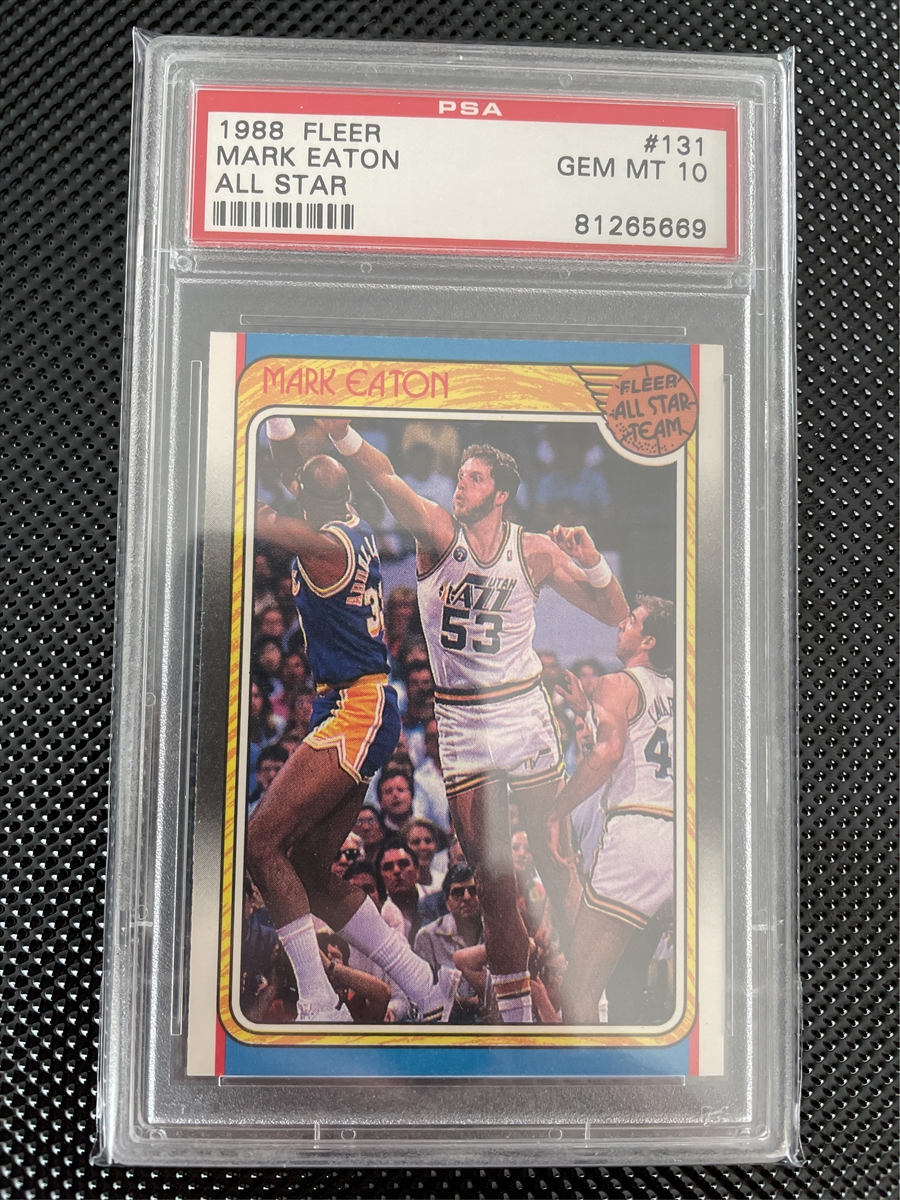 PSA
1988 FLEER #131
MARK EATON GEM MT 10
ALL STAR
81265669
MARK EATON
FLEER
ALL STAR
TEAM
UTAH
JAZZ
53
4